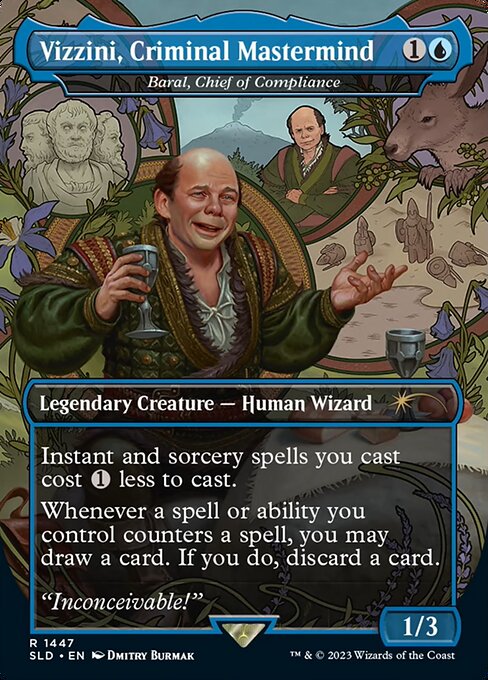 Vizzini, Criminal Mastermind 1
Baral, Chief of Compliance
Legendary Creature — Human Wizard
Instant and sorcery spells you cast
cost 1 less to cast.
Whenever a spell or ability you
control counters a spell, you may
draw a card. If you do, discard a card.
“Inconceivable!”
1/3
R 1447
SLD • EN Dmitry Burmak
™ & © 2023 Wizards of the Coast